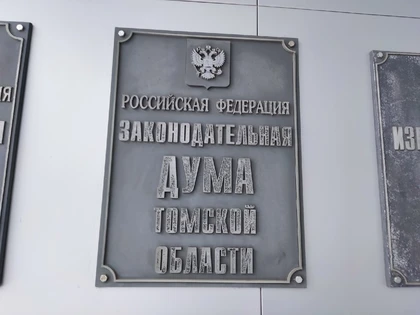 РОССИЙСКАЯ ФЕДЕРАЦИЯ
ЗАКОНОДАТЕЛЬНАЯ
ДУМА
ТОМСКОЙ
ОБЛАСТИ